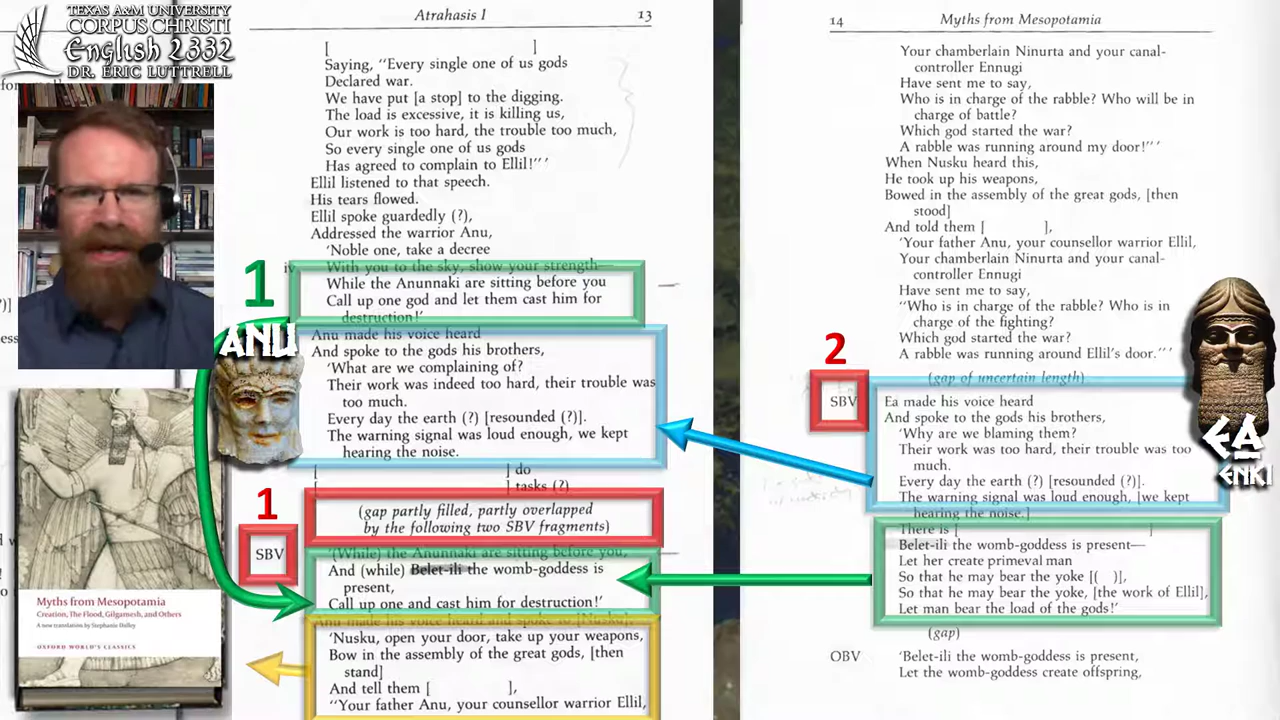 TEXAS A&M UNIVERSITY
CORPUS CHRISTI
English 2332
DR. ERIC LUTTRELL
Atrahasis I 13
[ ]
Saying, “Every single one of us gods
Declared war.
We have put [a stop] to the digging.
The load is excessive, it is killing us,
Our work is too hard, the trouble too much,
So every single one of us gods
Has agreed to complain to Ellil!”’
Ellil listened to that speech.
His tears flowed.
Ellil spoke guardedly (?),
Addressed the warrior Anu,
‘Noble one, take a decree
iv With you to the sky, show your strength—
While the Anunnaki are sitting before you
Call up one god and let them cast him for
destruction!’
Anu made his voice heard
And spoke to the gods his brothers,
‘What are we complaining of?
Their work was indeed too hard, their trouble was
too much.
Every day the earth (?) [resounded (?)].
The warning signal was loud enough, we kept
hearing the noise.
[ ] do
[ ] tasks (?)
(gap partly filled, partly overlapped
by the following two SBV fragments)
SBV ‘(While) the Anunnaki are sitting before you,
And (while) Belet-ili the womb-goddess is
present,
Call up one and cast him for destruction!’
Anu made his voice heard and spoke to [Nusku],
‘Nusku, open your door, take up your weapons,
Bow in the assembly of the great gods, [then
stand]
And tell them [ ],
“Your father Anu, your counsellor warrior Ellil,
1
ANU
1
Myths from Mesopotamia
Creation, The Flood, Gilgamesh, and Others
A new translation by Stephanie Dalley
OXFORD WORLD'S CLASSICS
14 Myths from Mesopotamia
Your chamberlain Ninurta and your canal-
controller Ennugi
Have sent me to say,
Who is in charge of the rabble? Who will be in
charge of battle?
Which god started the war?
A rabble was running around my door!”’’
When Nusku heard this,
He took up his weapons,
Bowed in the assembly of the great gods, [then
stood]
And told them [ ],
‘Your father Anu, your counsellor warrior Ellil,
Your chamberlain Ninurta and your canal-
controller Ennugi
Have sent me to say,
“Who is in charge of the rabble? Who is in
charge of the fighting?
Which god started the war?
A rabble was running around Ellil's door.”’’
(gap of uncertain length)
2
SBV Ea made his voice heard
And spoke to the gods his brothers,
‘Why are we blaming them?
Their work was too hard, their trouble was too
much.
Every day the earth (?) [resounded (?)].
The warning signal was loud enough, [we kept
hearing the noise.]
There is [ ]
Belet-ili the womb-goddess is present—
Let her create primeval man
So that he may bear the yoke [( )],
So that he may bear the yoke, [the work of Ellil],
Let man bear the load of the gods!’
(gap)
OBV ‘Belet-ili the womb-goddess is present,
Let the womb-goddess create offspring,
EA
ENKI